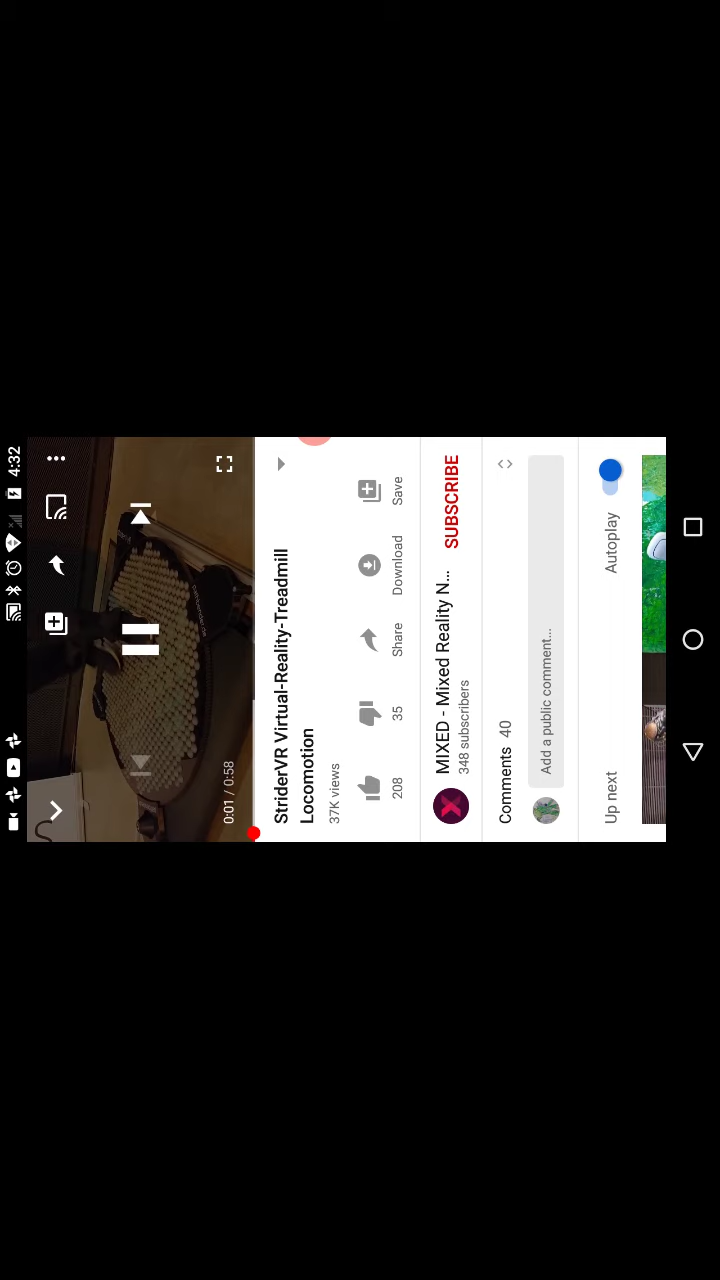 4:32
0:01 / 0:58
StriderVR Virtual-Reality-Treadmill
Locomotion
37K views
208
35
Share
Download
Save
MIXED - Mixed Reality N...
348 subscribers
SUBSCRIBE
Comments 40
Add a public comment...
Up next
Autoplay